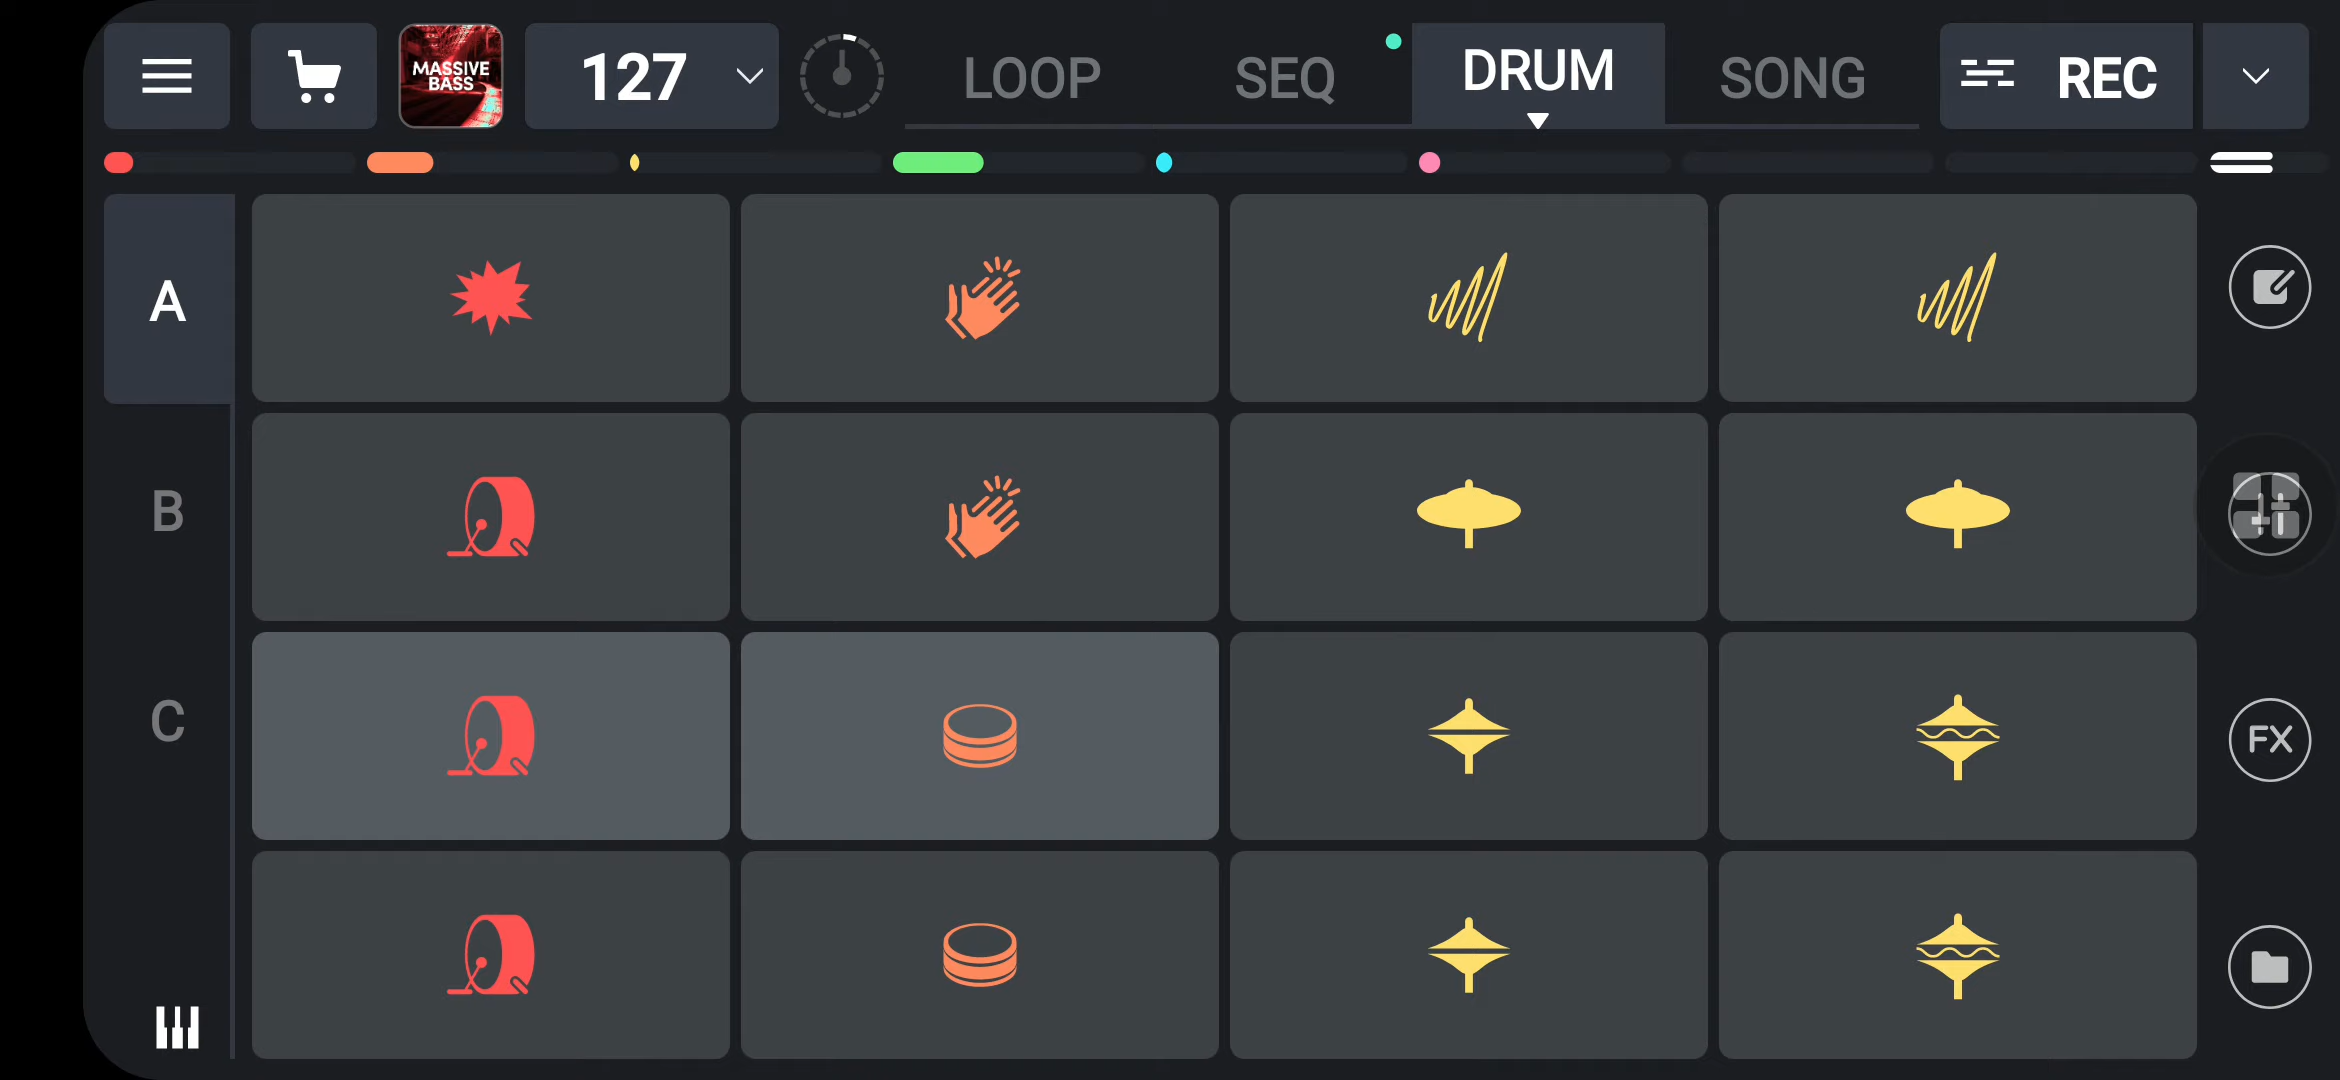 MASSIVE
BASS
127
LOOP
SEQ
DRUM
SONG
REC
A
B
C
FX